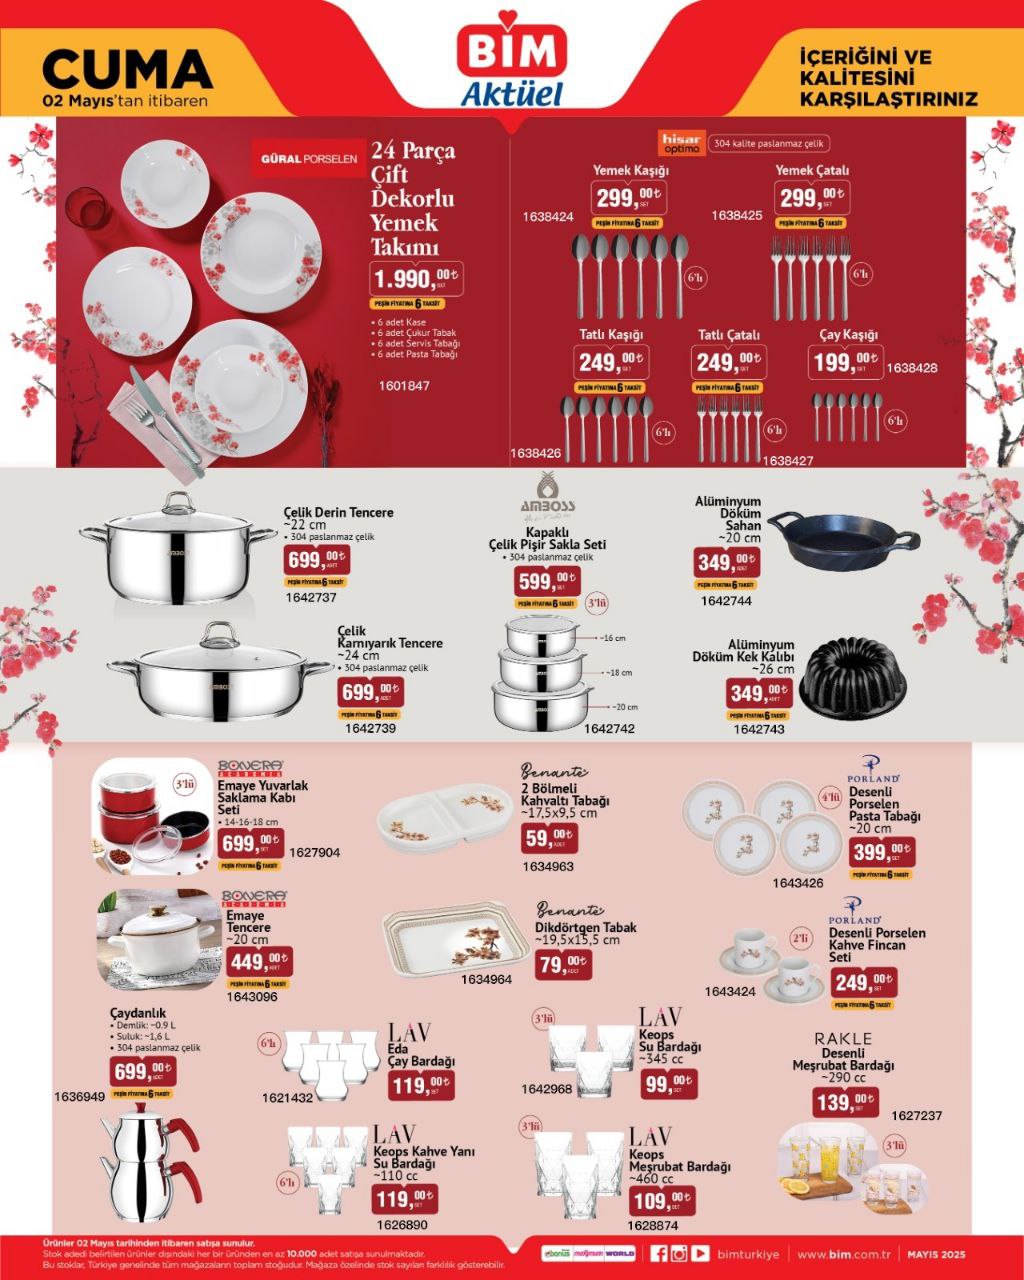 CUMA
02 Mayıs'tan itibaren
BİM
Aktüel
İÇERİĞİNİ VE
KALİTESİNİ
KARŞILAŞTIRINIZ
GÜRAL PORSELEN
24 Parça
Çift
Dekorlu
Yemek
Takımı
1.990,00₺
SET
PEŞİN FİYATINA 6 TAKSİT
• 6 adet Kase
• 6 adet Çukur Tabak
• 6 adet Servis Tabağı
• 6 adet Pasta Tabağı
1601847
hisar
optima
304 kalite paslanmaz çelik
Yemek Kaşığı
299,00₺
SET
PEŞİN FİYATINA 6 TAKSİT
1638424
6'lı
Yemek Çatalı
299,00₺
SET
PEŞİN FİYATINA 6 TAKSİT
1638425
6'lı
Tatlı Kaşığı
249,00₺
SET
PEŞİN FİYATINA 6 TAKSİT
6'lı
1638426
Tatlı Çatalı
249,00₺
SET
PEŞİN FİYATINA 6 TAKSİT
6'lı
1638427
Çay Kaşığı
199,00₺
SET
1638428
6'lı
Çelik Derin Tencere
~22 cm
• 304 paslanmaz çelik
699,00₺
ADET
PEŞİN FİYATINA 6 TAKSİT
1642737
Çelik
Karnıyarık Tencere
~24 cm
• 304 paslanmaz çelik
699,00₺
ADET
PEŞİN FİYATINA 6 TAKSİT
1642739
AMBOSS
Kapaklı
Çelik Pişir Sakla Seti
• 304 paslanmaz çelik
599,00₺
SET
PEŞİN FİYATINA 6 TAKSİT
3'lü
~16 cm
~18 cm
~20 cm
1642742
Alüminyum
Döküm
Sahan
~20 cm
349,00₺
ADET
PEŞİN FİYATINA 6 TAKSİT
1642744
Alüminyum
Döküm Kek Kalıbı
~26 cm
349,00₺
ADET
PEŞİN FİYATINA 6 TAKSİT
1642743
BONERA
ACADEMIA
3'lü
Emaye Yuvarlak
Saklama Kabı
Seti
• 14-16-18 cm
699,00₺
SET
PEŞİN FİYATINA 6 TAKSİT
1627904
Benante
2 Bölmeli
Kahvaltı Tabağı
~17,5x9,5 cm
59,00₺
ADET
1634963
PORLAND
4'lü
Desenli
Porselen
Pasta Tabağı
~20 cm
399,00₺
SET
PEŞİN FİYATINA 6 TAKSİT
1643426
BONERA
ACADEMIA
Emaye
Tencere
~20 cm
449,00₺
ADET
PEŞİN FİYATINA 6 TAKSİT
1643096
Benante
Dikdörtgen Tabak
~19,5x15,5 cm
79,00₺
ADET
1634964
PORLAND
2'li
Desenli Porselen
Kahve Fincan
Seti
249,00₺
SET
PEŞİN FİYATINA 6 TAKSİT
1643424
Çaydanlık
• Demlik: ~0.9 L
• Suluk: ~1,6 L
• 304 paslanmaz çelik
699,00₺
ADET
PEŞİN FİYATINA 6 TAKSİT
1636949
6'lı
LAV
Eda
Çay Bardağı
119,00₺
SET
1621432
3'lü
LAV
Keops
Su Bardağı
~345 cc
99,00₺
SET
1642968
RAKLE
Desenli
Meşrubat Bardağı
~290 cc
139,00₺
SET
1627237
3'lü
LAV
Keops Kahve Yanı
Su Bardağı
~110 cc
6'lı
119,00₺
SET
1626890
3'lü
LAV
Keops
Meşrubat Bardağı
~460 cc
109,00₺
SET
1628874
Ürünler 02 Mayıs tarihinden itibaren satışa sunulur.
Stok adedi belirtilen ürünler dışındaki her bir üründen en az 10.000 adet satışa sunulmaktadır.
Bu stoklar, Türkiye genelinde tüm mağazaların toplam stoğudur. Mağaza özelinde stok sayıları farklılık gösterebilir.
bonus maximum WORLD
bimturkiye
www.bim.com.tr
MAYIS 2025